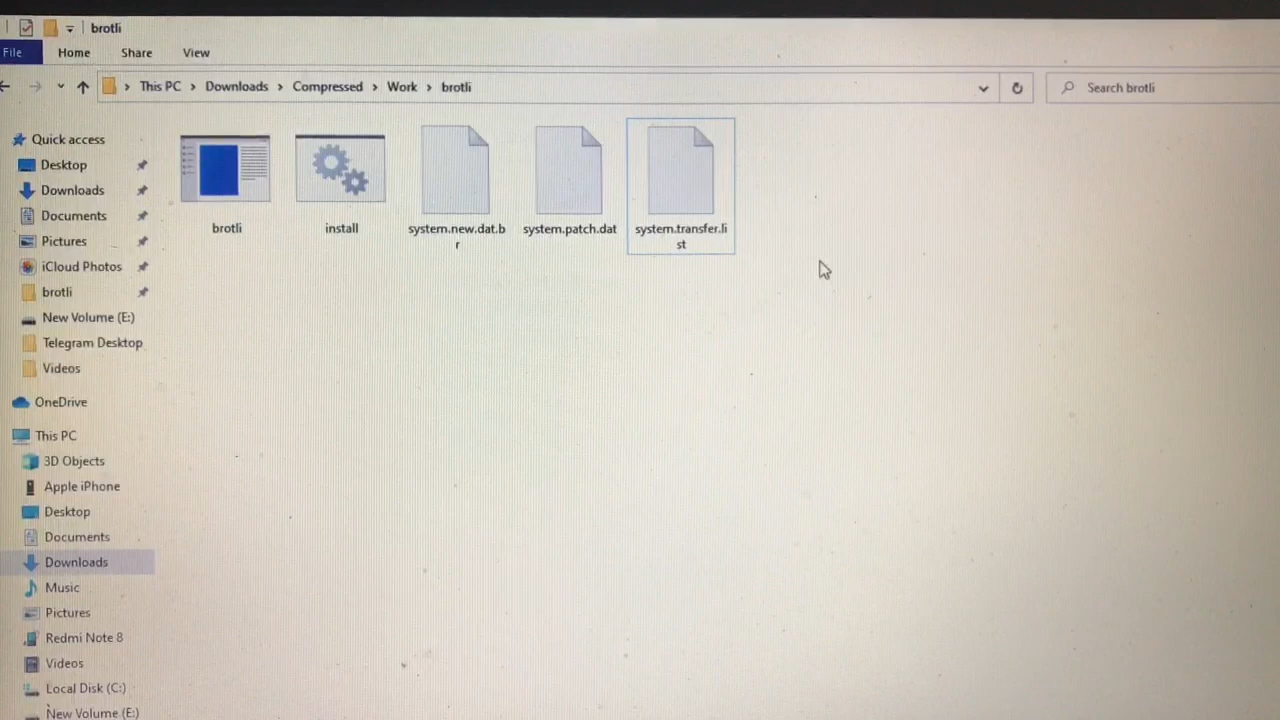 brotli
File Home Share View
This PC Downloads Compressed Work brotli
Search brotli
Quick access
Desktop
Downloads
Documents
Pictures
iCloud Photos
brotli
New Volume (E:)
Telegram Desktop
Videos
OneDrive
This PC
3D Objects
Apple iPhone
Desktop
Documents
Downloads
Music
Pictures
Redmi Note 8
Videos
Local Disk (C:)
New Volume (E:)
brotli
install
system.new.dat.b
r
system.patch.dat
system.transfer.li
st